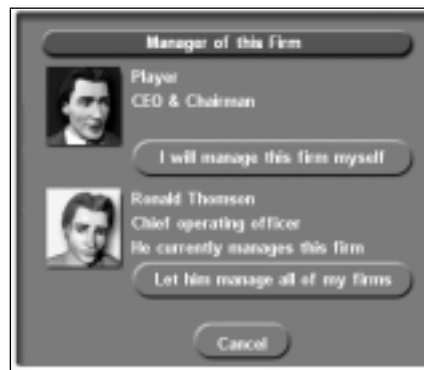 Manager of this Firm
Player
CEO & Chairman
I will manage this firm myself
Ronald Thomson
Chief operating officer
He currently manages this firm
Let him manage all of my firms
Cancel